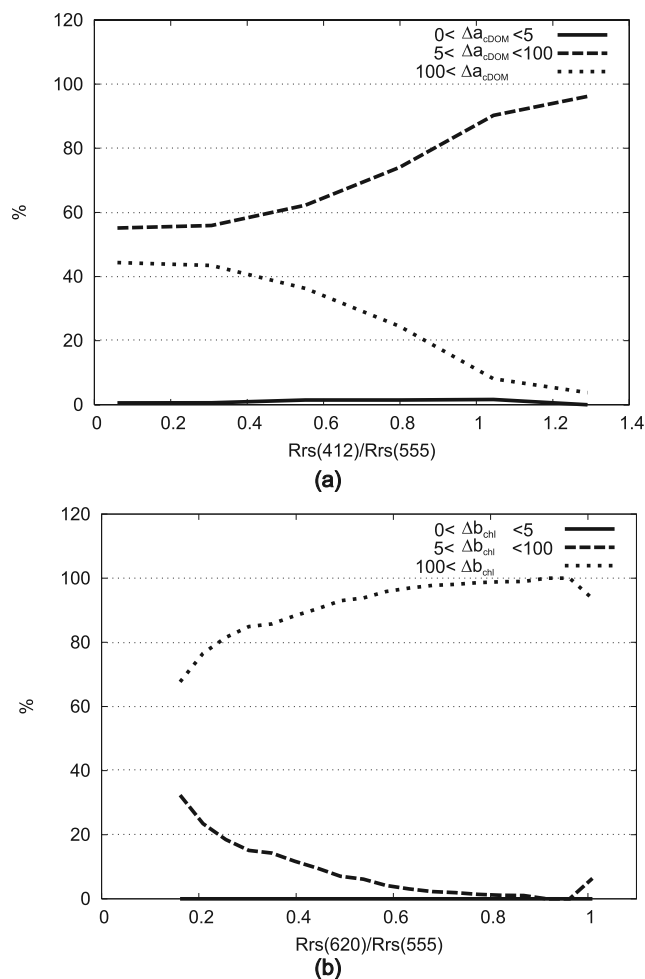 120
100
80
60
40
20
0
%
0< Δa_cDOM <5
5< Δa_cDOM <100
100< Δa_cDOM
0 0.2 0.4 0.6 0.8 1 1.2 1.4
Rrs(412)/Rrs(555)
(a)
120
100
80
60
40
20
0
%
0< Δb_chl <5
5< Δb_chl <100
100< Δb_chl
0.2 0.4 0.6 0.8 1
Rrs(620)/Rrs(555)
(b)